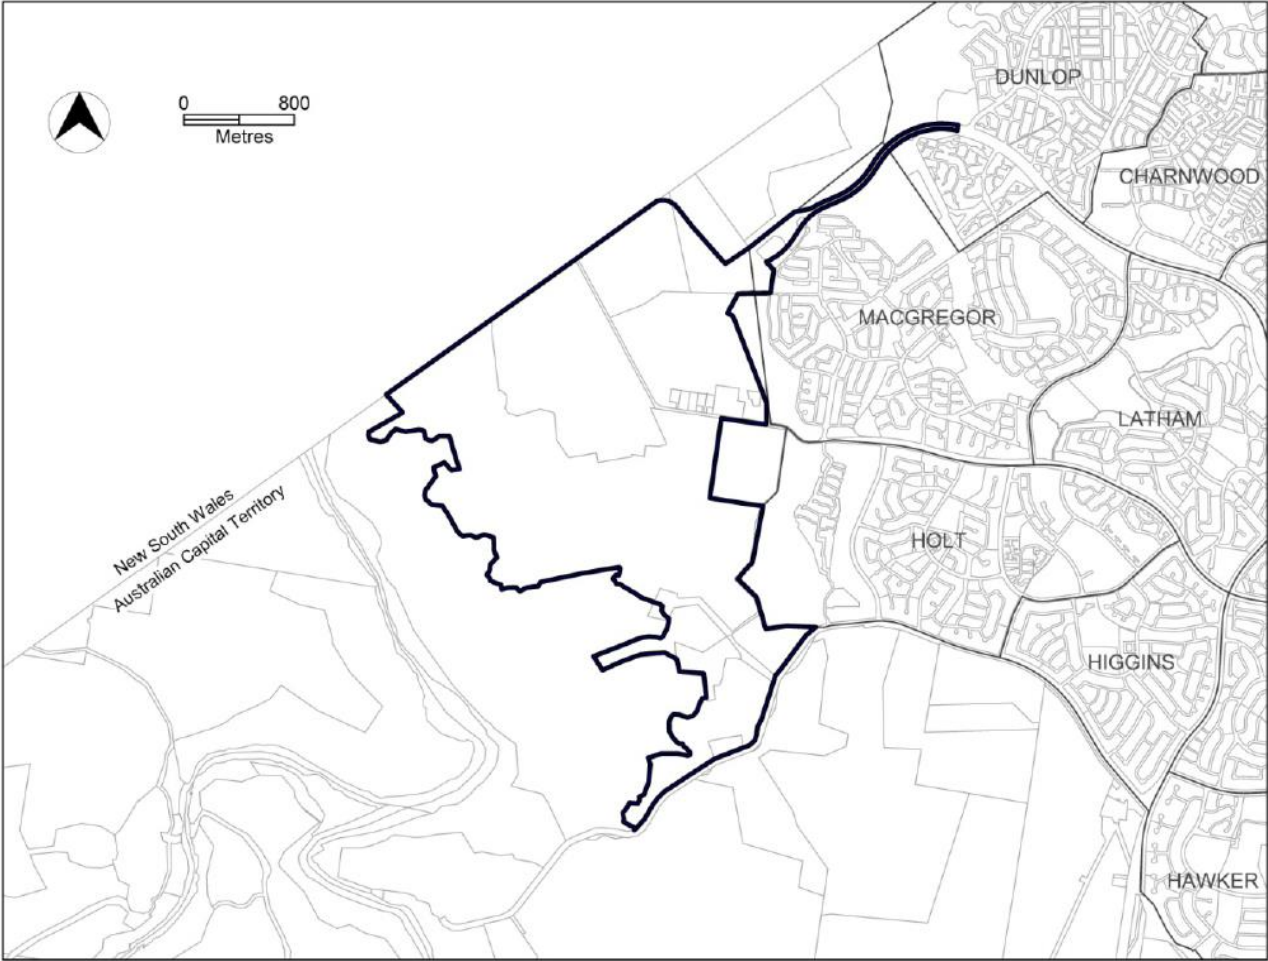 DUNLOP
0 800
Metres
CHARNWOOD
MACGREGOR
LATHAM
New South Wales
Australian Capital Territory
HOLT
HIGGINS
HAWKER